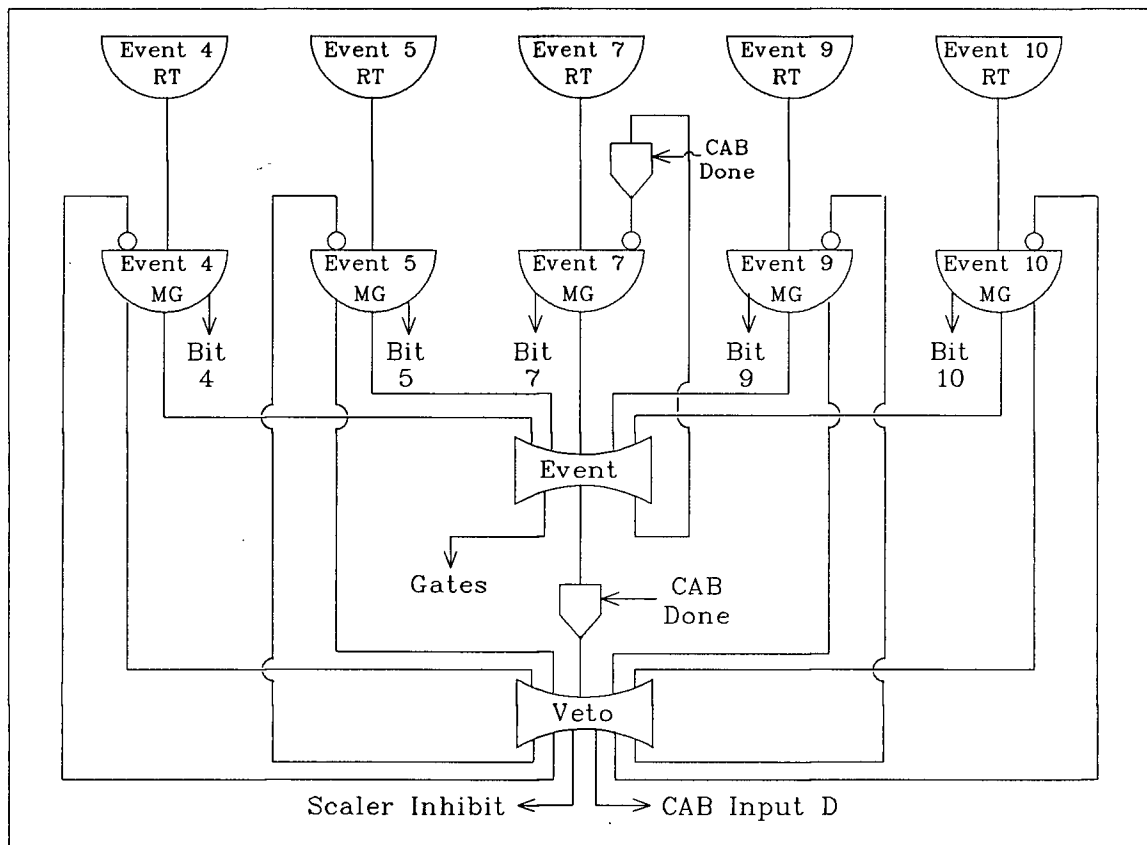 Event 4
RT
Event 5
RT
Event 7
RT
Event 9
RT
Event 10
RT
CAB
Done
Event 4
MG
Event 5
MG
Event 7
MG
Event 9
MG
Event 10
MG
Bit
4
Bit
5
Bit
7
Bit
9
Bit
10
Event
Gates
CAB
Done
Veto
Scaler Inhibit
CAB Input D